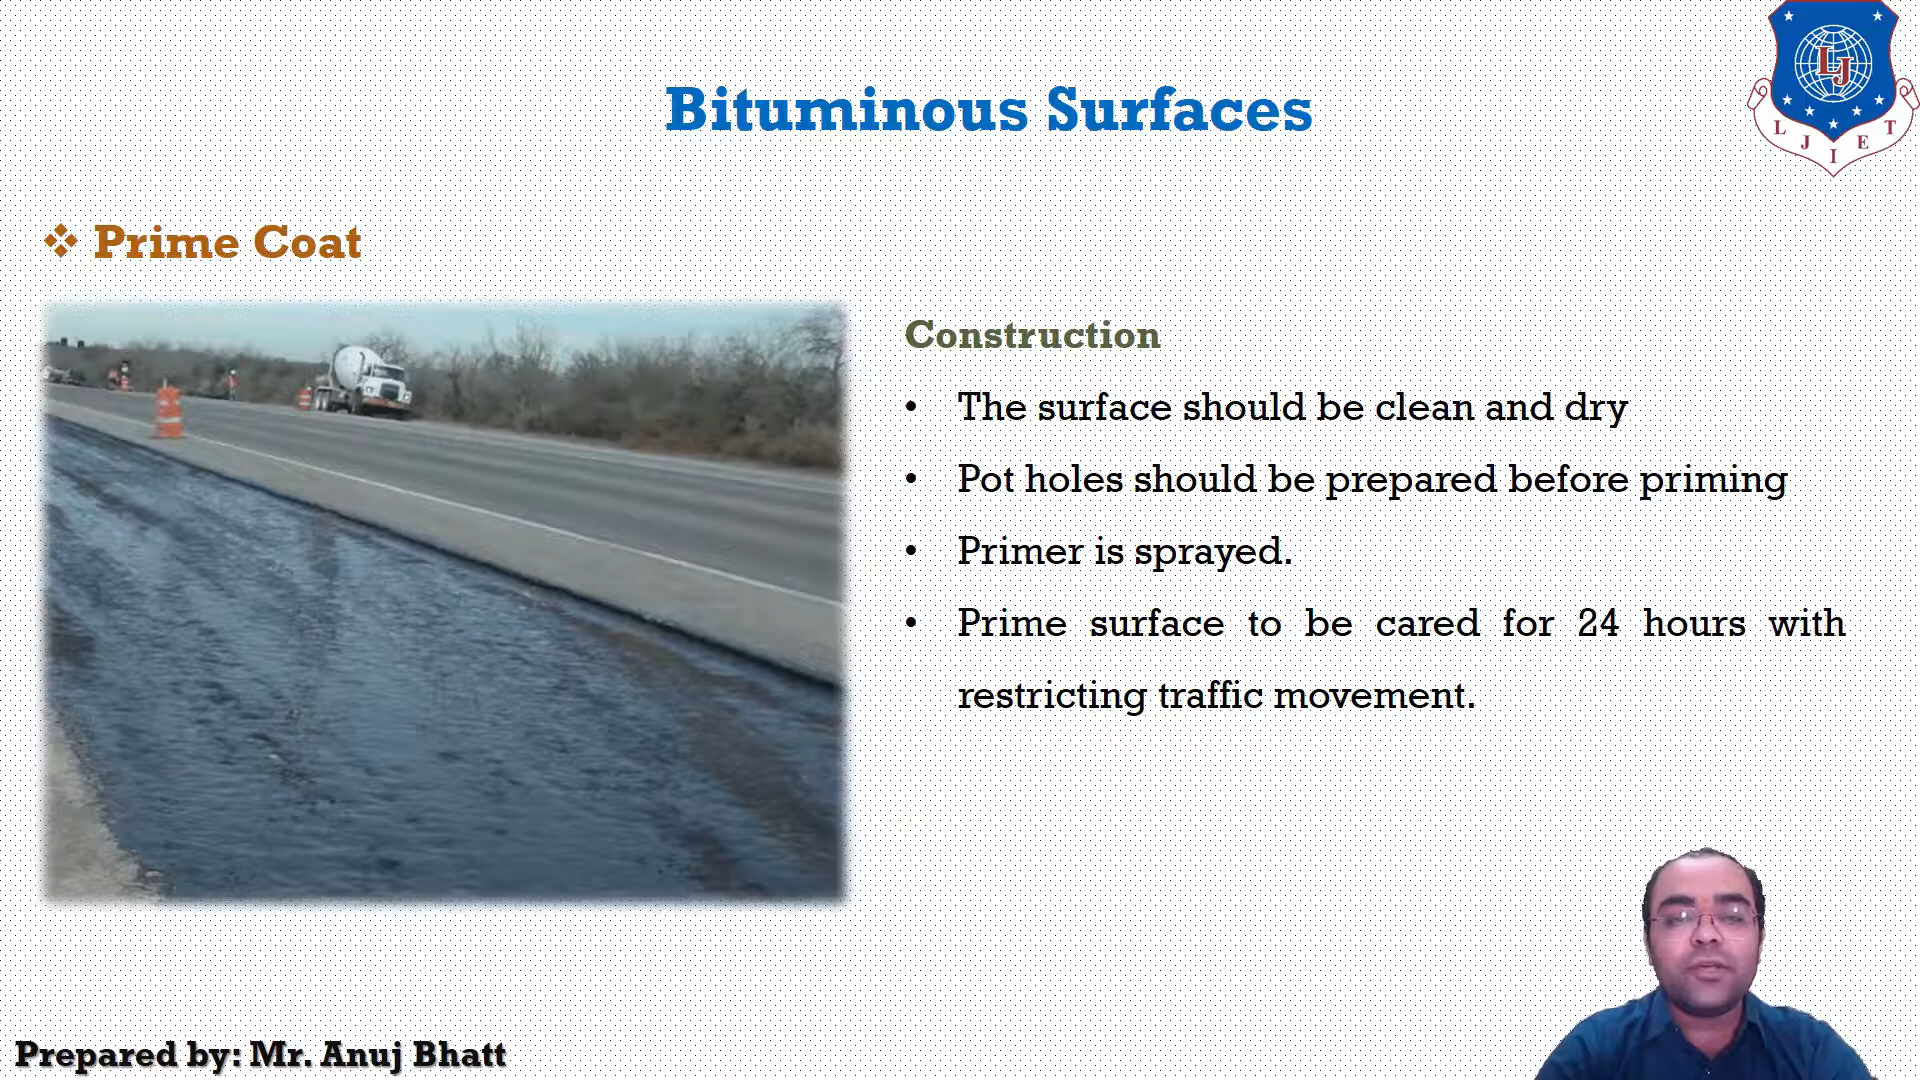 Bituminous Surfaces
LJ
L J I E T
Prime Coat
Construction
• The surface should be clean and dry
• Pot holes should be prepared before priming
• Primer is sprayed.
• Prime surface to be cared for 24 hours with
restricting traffic movement.
Prepared by: Mr. Anuj Bhatt